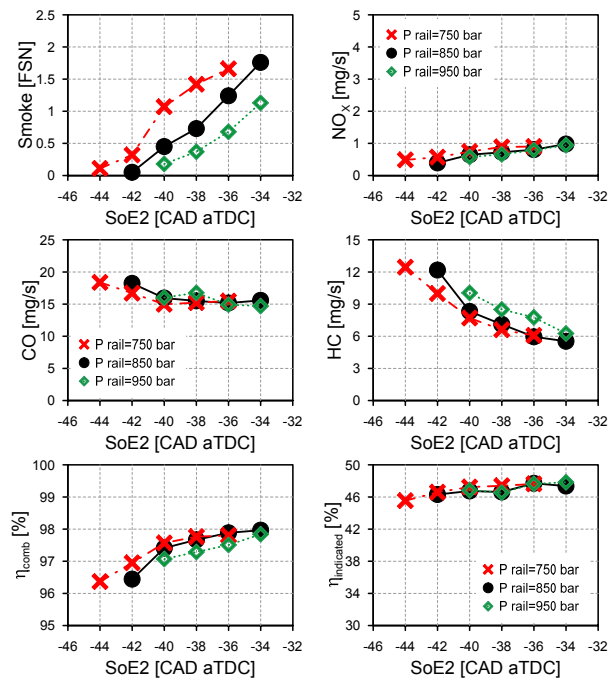 Smoke [FSN]
2.5
2
1.5
1
0.5
0
-46 -44 -42 -40 -38 -36 -34 -32
SoE2 [CAD aTDC]
NOX [mg/s]
5
4
3
2
1
0
P rail=750 bar
P rail=850 bar
P rail=950 bar
-46 -44 -42 -40 -38 -36 -34 -32
SoE2 [CAD aTDC]
CO [mg/s]
25
20
15
10
5
0
P rail=750 bar
P rail=850 bar
P rail=950 bar
-46 -44 -42 -40 -38 -36 -34 -32
SoE2 [CAD aTDC]
HC [mg/s]
15
12
9
6
3
0
-46 -44 -42 -40 -38 -36 -34 -32
SoE2 [CAD aTDC]
ηcomb [%]
100
99
98
97
96
95
-46 -44 -42 -40 -38 -36 -34 -32
SoE2 [CAD aTDC]
ηindicated [%]
50
46
42
38
34
30
P rail=750 bar
P rail=850 bar
P rail=950 bar
-46 -44 -42 -40 -38 -36 -34 -32
SoE2 [CAD aTDC]